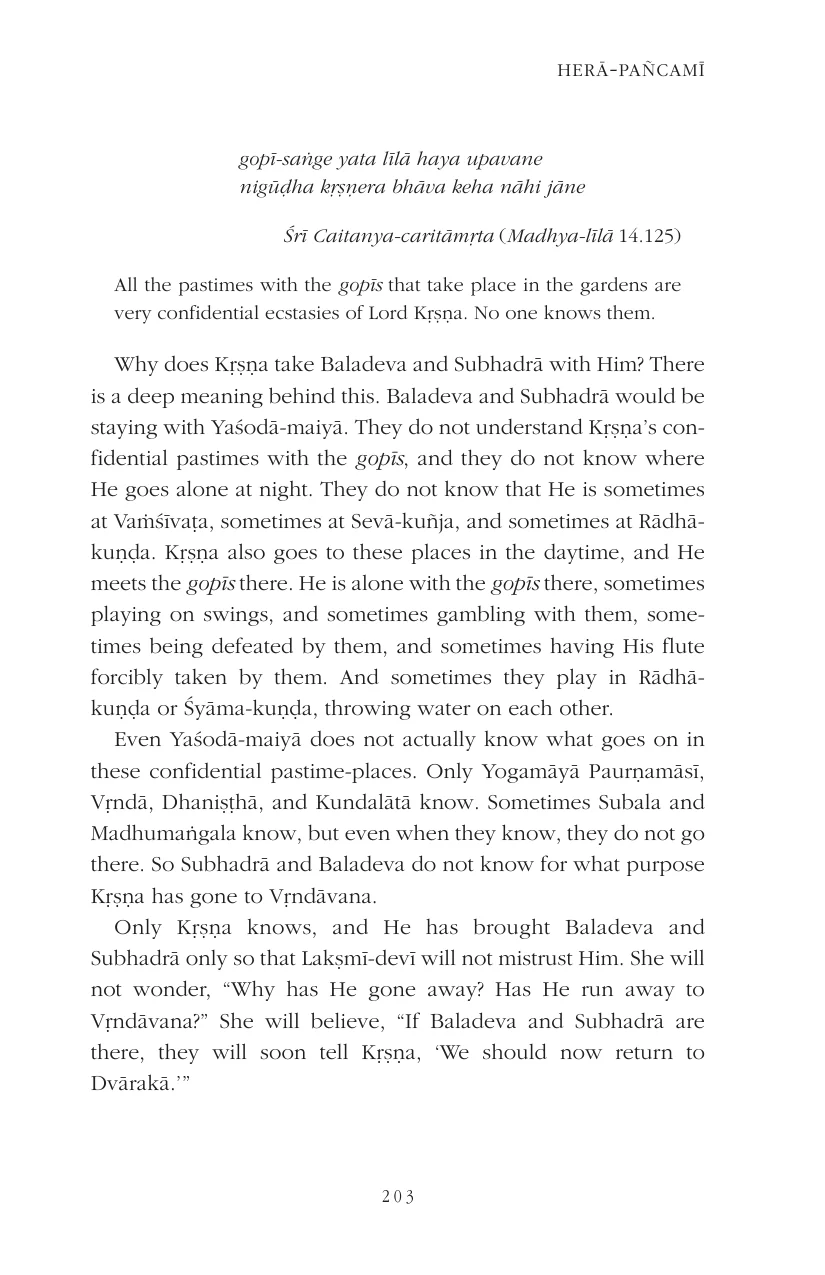 HERĀ-PAÑCAMĪ
gopī-saṅge yata līlā haya upavane
nigūḍha kṛṣṇera bhāva keha nāhi jāne
Śrī Caitanya-caritāmṛta (Madhya-līlā 14.125)
All the pastimes with the gopīs that take place in the gardens are
very confidential ecstasies of Lord Kṛṣṇa. No one knows them.
Why does Kṛṣṇa take Baladeva and Subhadrā with Him? There
is a deep meaning behind this. Baladeva and Subhadrā would be
staying with Yaśodā-maiyā. They do not understand Kṛṣṇa’s con-
fidential pastimes with the gopīs, and they do not know where
He goes alone at night. They do not know that He is sometimes
at Vaṁśīvaṭa, sometimes at Sevā-kuñja, and sometimes at Rādhā-
kuṇḍa. Kṛṣṇa also goes to these places in the daytime, and He
meets the gopīs there. He is alone with the gopīs there, sometimes
playing on swings, and sometimes gambling with them, some-
times being defeated by them, and sometimes having His flute
forcibly taken by them. And sometimes they play in Rādhā-
kuṇḍa or Śyāma-kuṇḍa, throwing water on each other.
Even Yaśodā-maiyā does not actually know what goes on in
these confidential pastime-places. Only Yogamāyā Paurṇamāsī,
Vṛndā, Dhaniṣṭhā, and Kundalātā know. Sometimes Subala and
Madhumaṅgala know, but even when they know, they do not go
there. So Subhadrā and Baladeva do not know for what purpose
Kṛṣṇa has gone to Vṛndāvana.
Only Kṛṣṇa knows, and He has brought Baladeva and
Subhadrā only so that Lakṣmī-devī will not mistrust Him. She will
not wonder, “Why has He gone away? Has He run away to
Vṛndāvana?” She will believe, “If Baladeva and Subhadrā are
there, they will soon tell Kṛṣṇa, ‘We should now return to
Dvārakā.’”
203